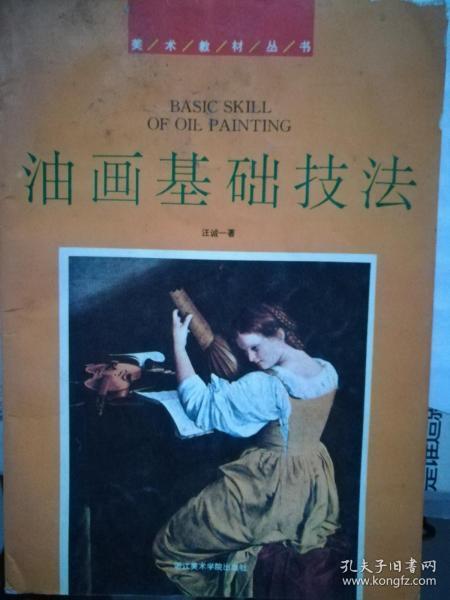 美/术/教/材/丛/书
BASIC SKILL
OF OIL PAINTING
油画基础技法
汪诚一著
浙江美术学院出版社
孔夫子旧书网
www.kongfz.com